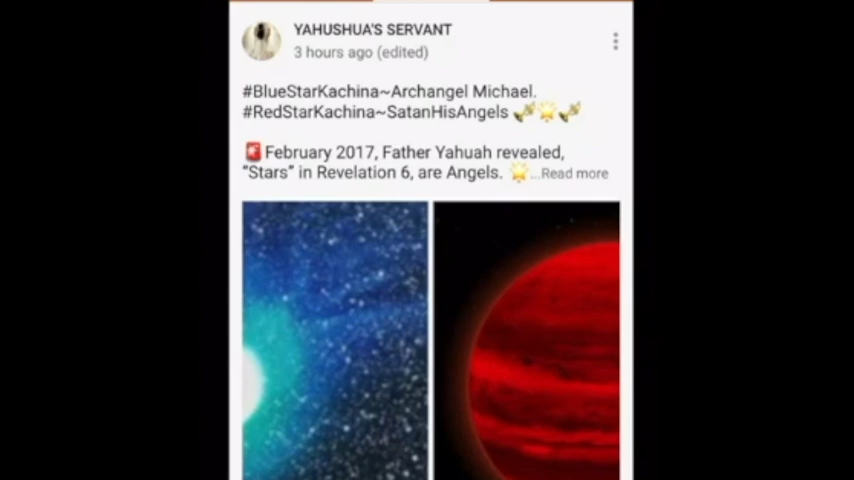 YAHUSHUA'S SERVANT
3 hours ago (edited)
#BlueStarKachina~Archangel Michael.
#RedStarKachina~SatanHisAngels 🎺🌟🎺
🚨February 2017, Father Yahuah revealed,
"Stars" in Revelation 6, are Angels. 🌟...Read more